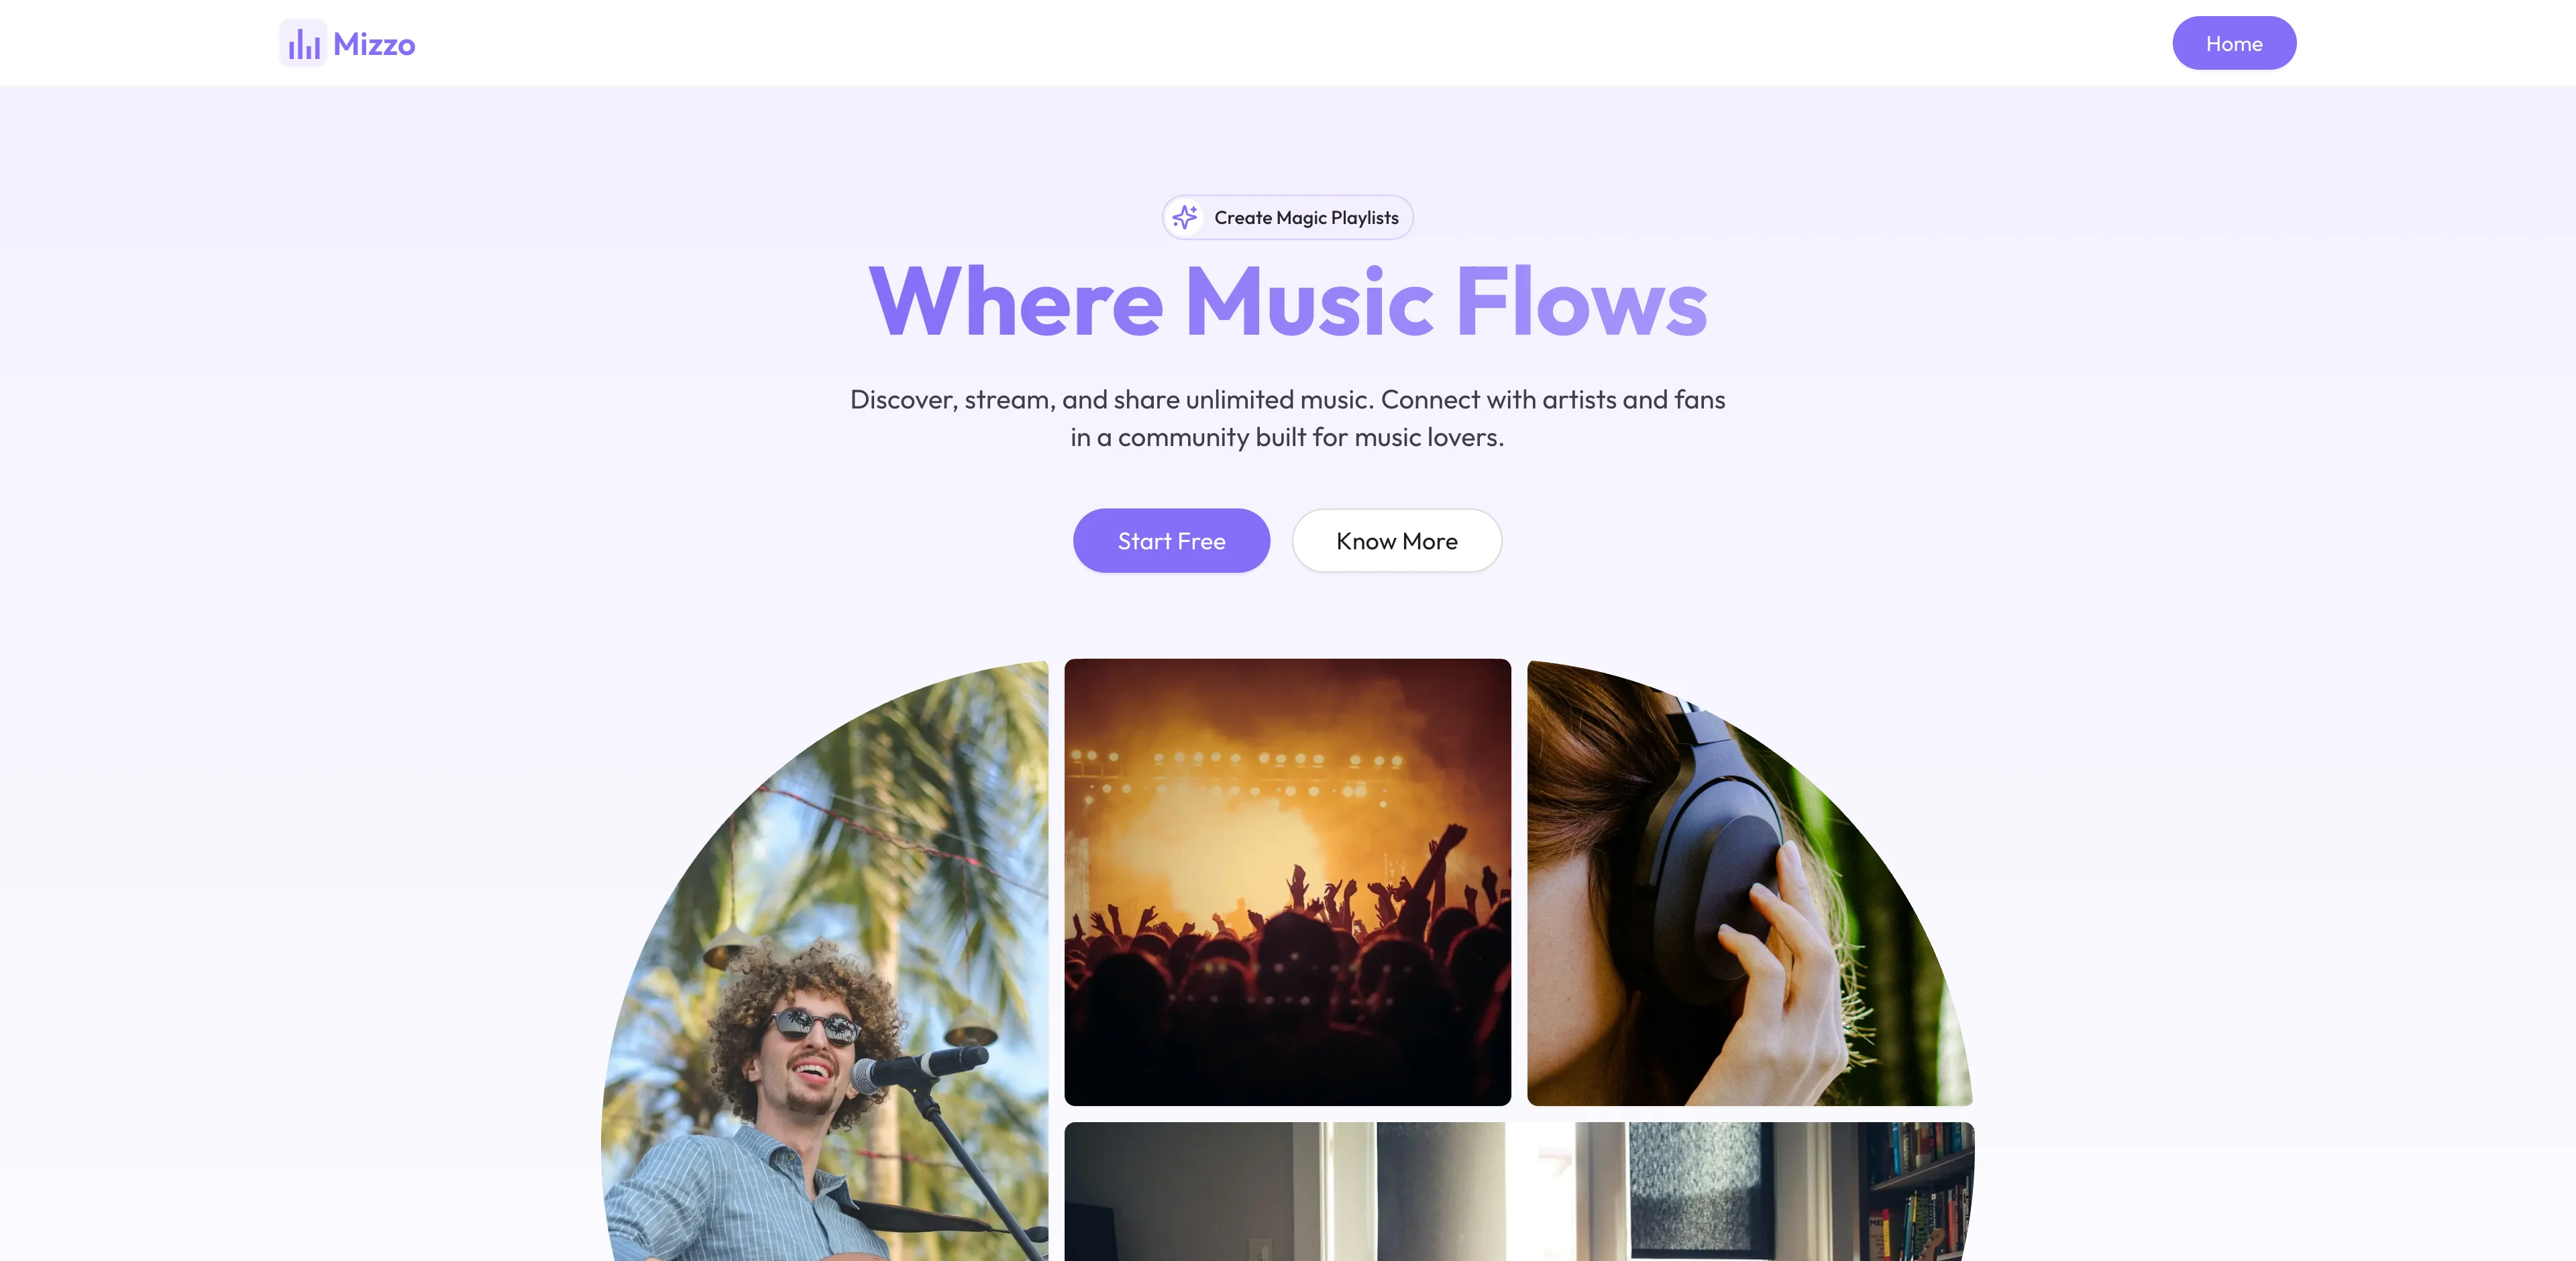 Mizzo
Home
Create Magic Playlists
Where Music Flows
Discover, stream, and share unlimited music. Connect with artists and fans
in a community built for music lovers.
Start Free
Know More